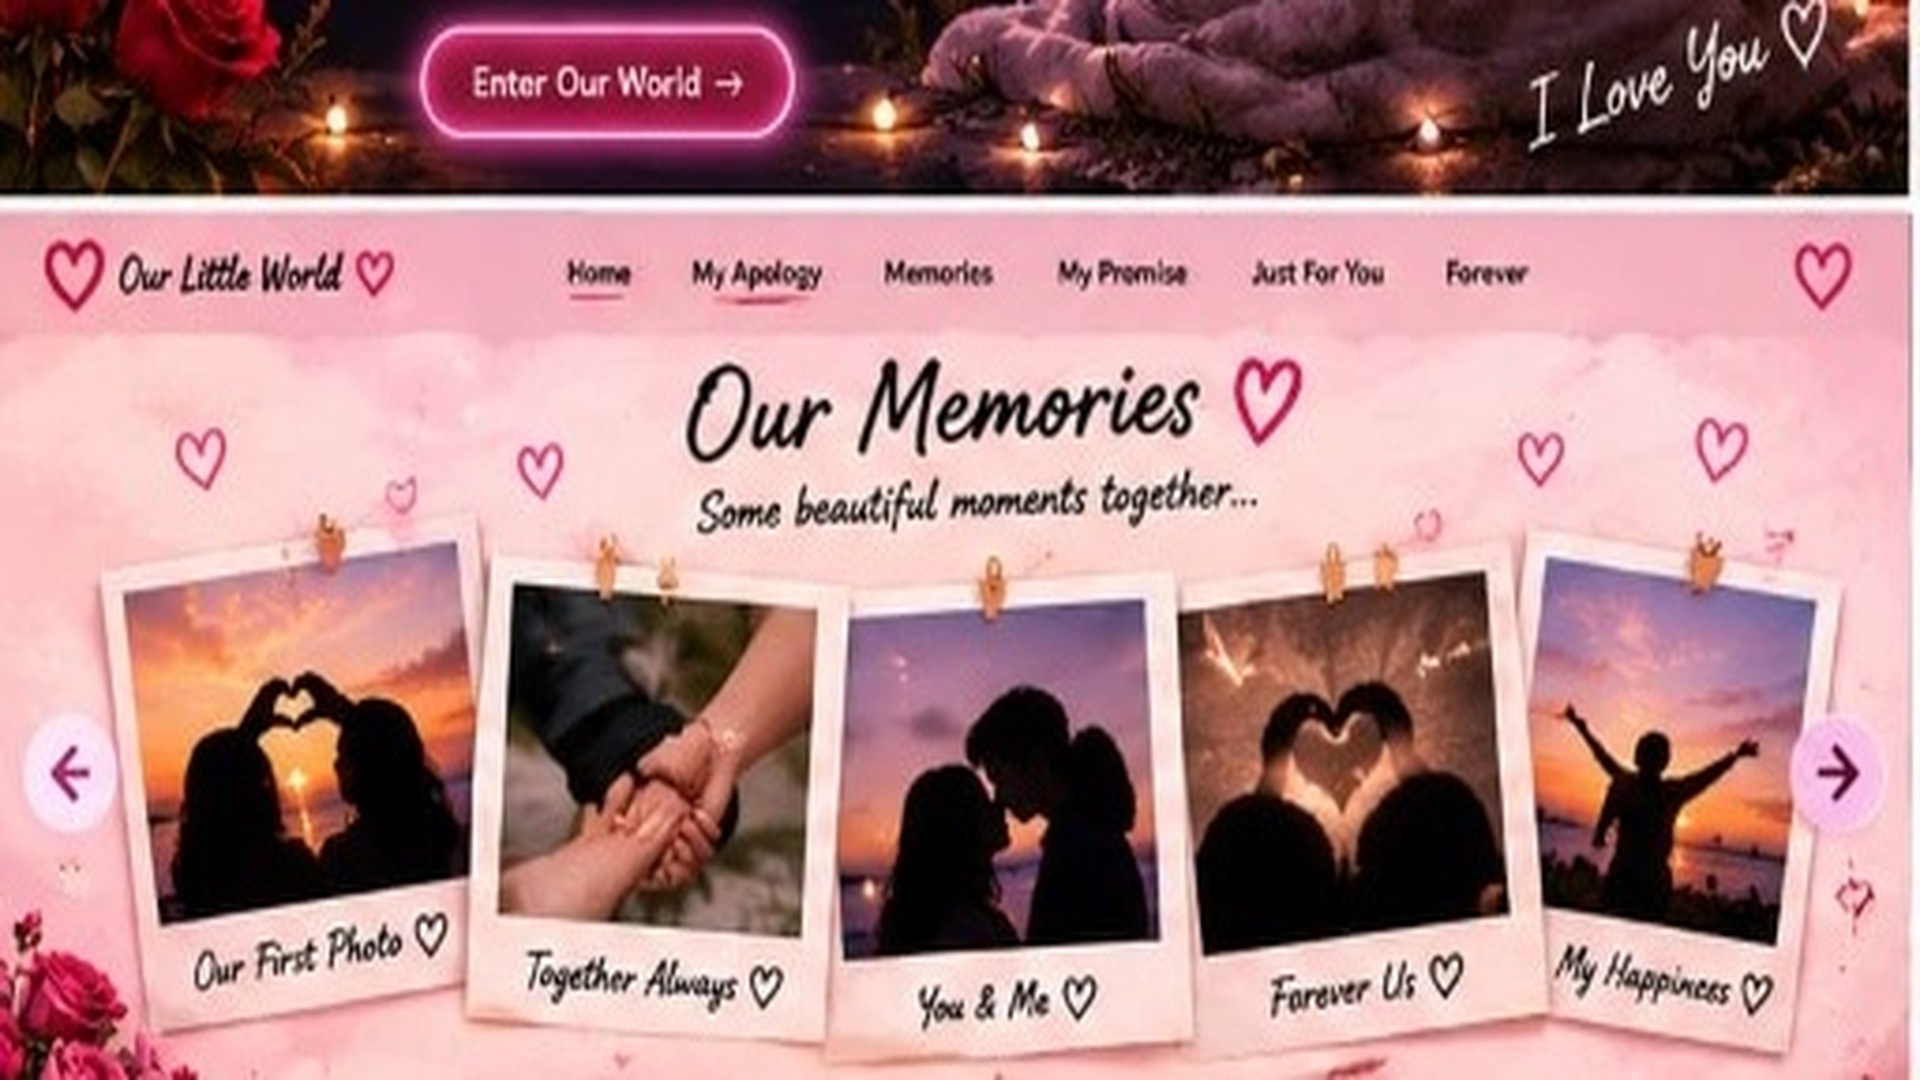 Enter Our World →
I Love You ♡
Our Little World
Home My Apology Memories My Promise Just For You Forever
Our Memories
Some beautiful moments together...
Our First Photo ♡
Together Always ♡
You & Me ♡
Forever Us ♡
My Happiness ♡